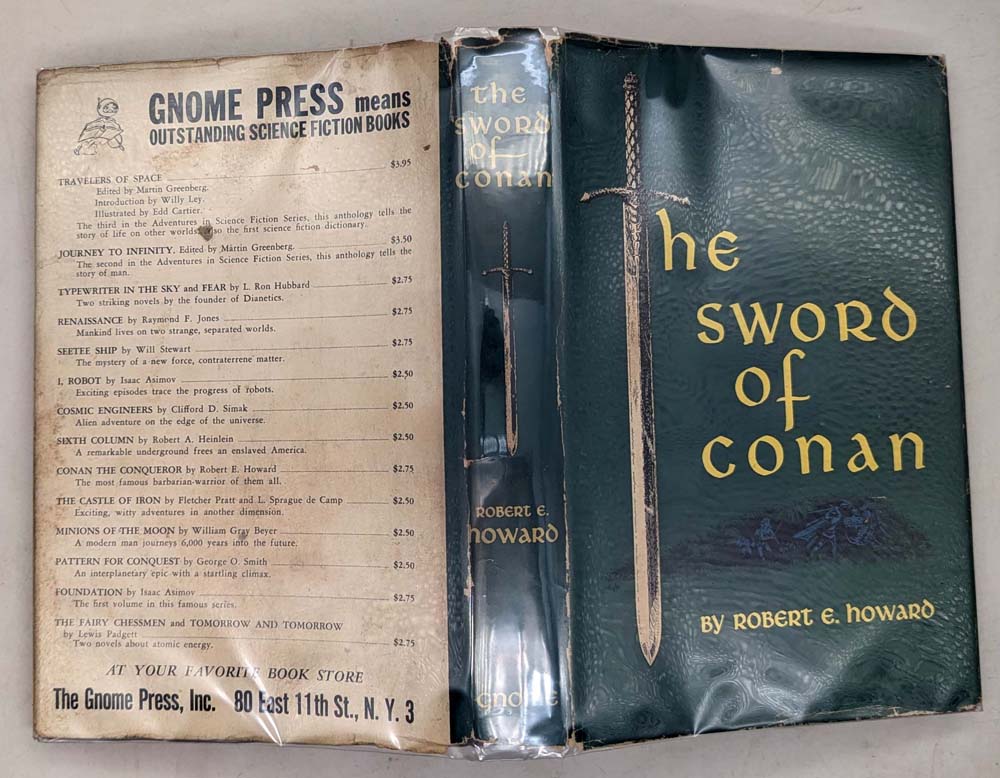 GNOME PRESS means
OUTSTANDING SCIENCE FICTION BOOKS
TRAVELERS OF SPACE $3.95
Edited by Martin Greenberg.
Introduction by Willy Ley.
Illustrated by Edd Cartier.
The third in the Adventures in Science Fiction Series, this anthology tells the
story of life on other worlds; so the first science fiction dictionary.
JOURNEY TO INFINITY, Edited by Martin Greenberg. $3.50
The second in the Adventures in Science Fiction Series, this anthology tells the
story of man.
TYPEWRITER IN THE SKY and FEAR by L. Ron Hubbard $2.75
Two striking novels by the founder of Dianetics.
RENAISSANCE by Raymond F. Jones $2.75
Mankind lives on two strange, separated worlds.
SEETEE SHIP by Will Stewart $2.75
The mystery of a new force, contraterrene matter.
I, ROBOT by Isaac Asimov $2.50
Exciting episodes trace the progress of robots.
COSMIC ENGINEERS by Clifford D. Simak $2.50
Alien adventure on the edge of the universe.
SIXTH COLUMN by Robert A. Heinlein $2.50
A remarkable underground frees an enslaved America.
CONAN THE CONQUEROR by Robert E. Howard $2.75
The most famous barbarian-warrior of them all.
THE CASTLE OF IRON by Fletcher Pratt and L. Sprague de Camp $2.50
Exciting, witty adventures in another dimension.
MINIONS OF THE MOON by William Gray Beyer $2.50
A modern man journeys 6,000 years into the future.
PATTERN FOR CONQUEST by George O. Smith $2.50
An interplanetary epic with a startling climax.
FOUNDATION by Isaac Asimov $2.75
The first volume in this famous series.
THE FAIRY CHESSMEN and TOMORROW AND TOMORROW
by Lewis Padgett $2.75
Two novels about atomic energy.
AT YOUR FAVORITE BOOK STORE
The Gnome Press, Inc. 80 East 11th St., N. Y. 3
the
sword
of
conan
ROBERT E.
howard
gnome
The
sword
of
conan
BY ROBERT E. howard